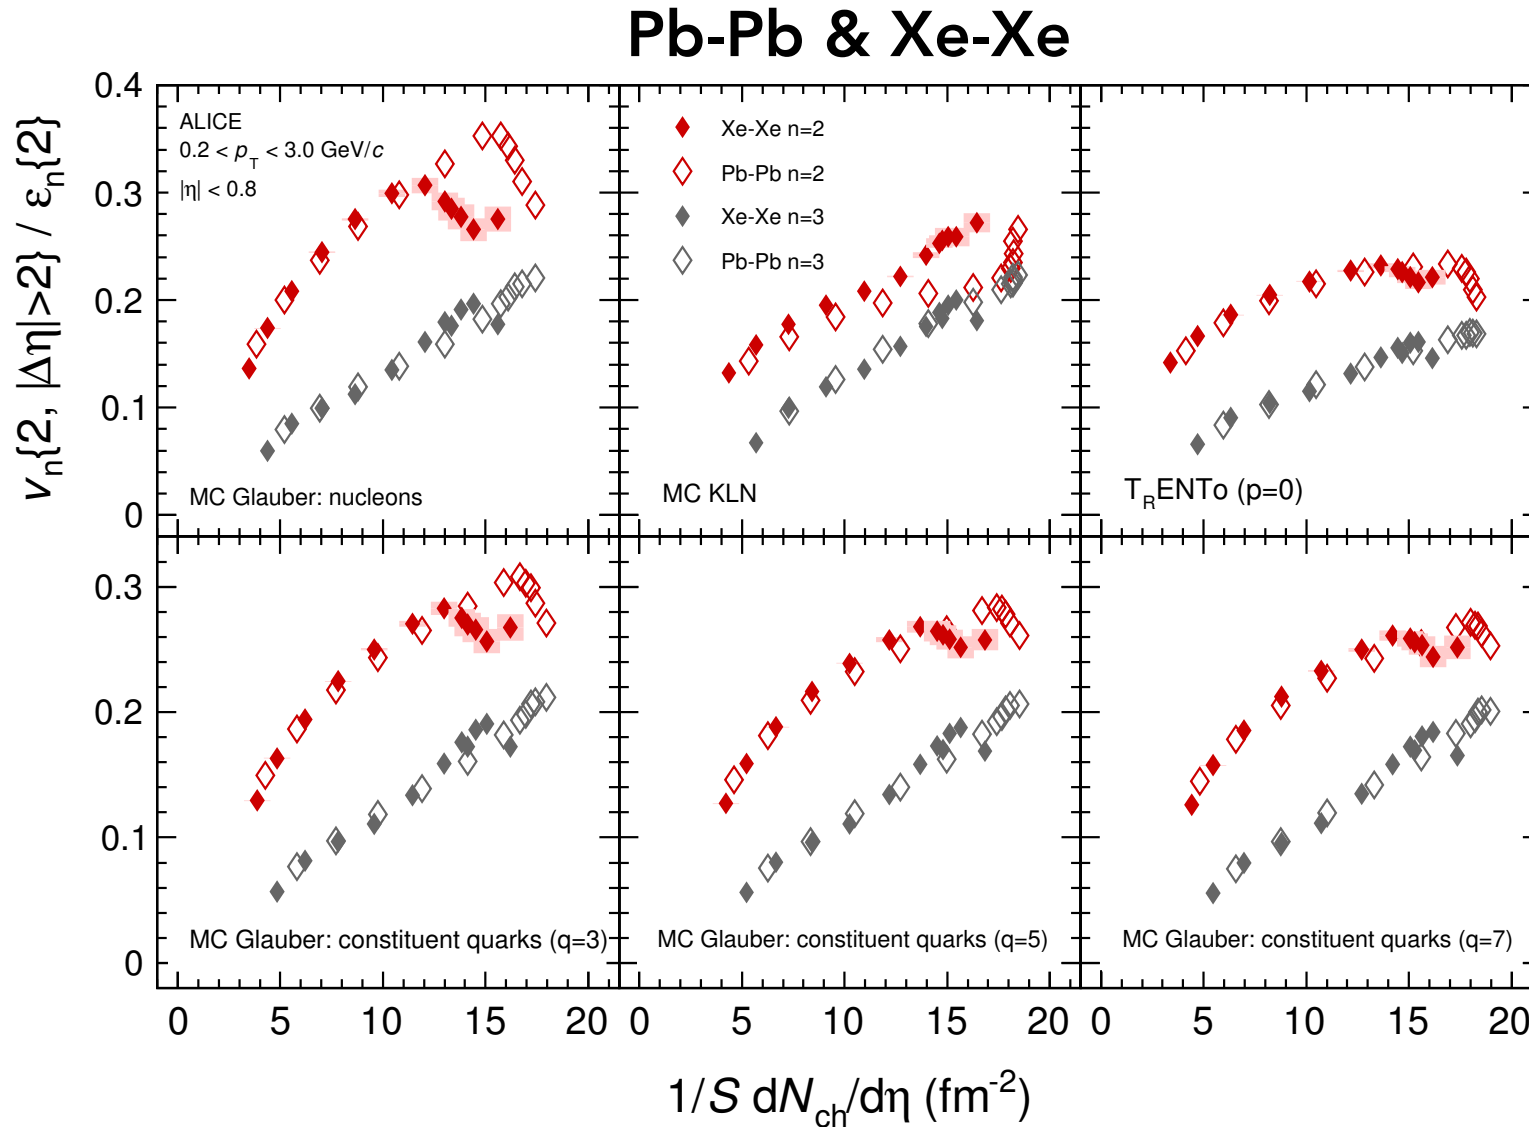 Pb-Pb & Xe-Xe
v_n{2, |Δη|>2} / ε_n{2}
0.4
0.3
0.2
0.1
0
ALICE
0.2 < p_T < 3.0 GeV/c
|η| < 0.8
MC Glauber: nucleons
Xe-Xe n=2
Pb-Pb n=2
Xe-Xe n=3
Pb-Pb n=3
MC KLN
T_RENTo (p=0)
0.3
0.2
0.1
0
MC Glauber: constituent quarks (q=3)
MC Glauber: constituent quarks (q=5)
MC Glauber: constituent quarks (q=7)
0 5 10 15 20 5 10 15 20 0 5 10 15 20
1/S dN_ch/dη (fm^-2)